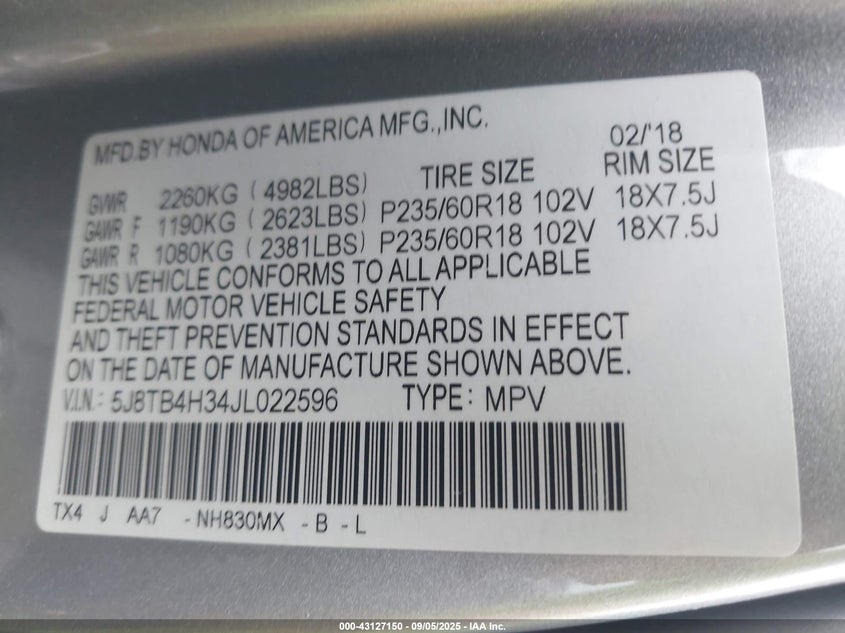 MFD.BY HONDA OF AMERICA MFG.,INC.
02/'18
GVWR 2260KG ( 4982LBS) TIRE SIZE RIM SIZE
GAWR F 1190KG ( 2623LBS) P235/60R18 102V 18X7.5J
GAWR R 1080KG ( 2381LBS) P235/60R18 102V 18X7.5J
THIS VEHICLE CONFORMS TO ALL APPLICABLE
FEDERAL MOTOR VEHICLE SAFETY
AND THEFT PREVENTION STANDARDS IN EFFECT
ON THE DATE OF MANUFACTURE SHOWN ABOVE.
V.I.N.: 5J8TB4H34JL022596 TYPE: MPV
TX4 J AA7 -NH830MX -B -L
000-43127150 - 09/05/2025 - IAA Inc.